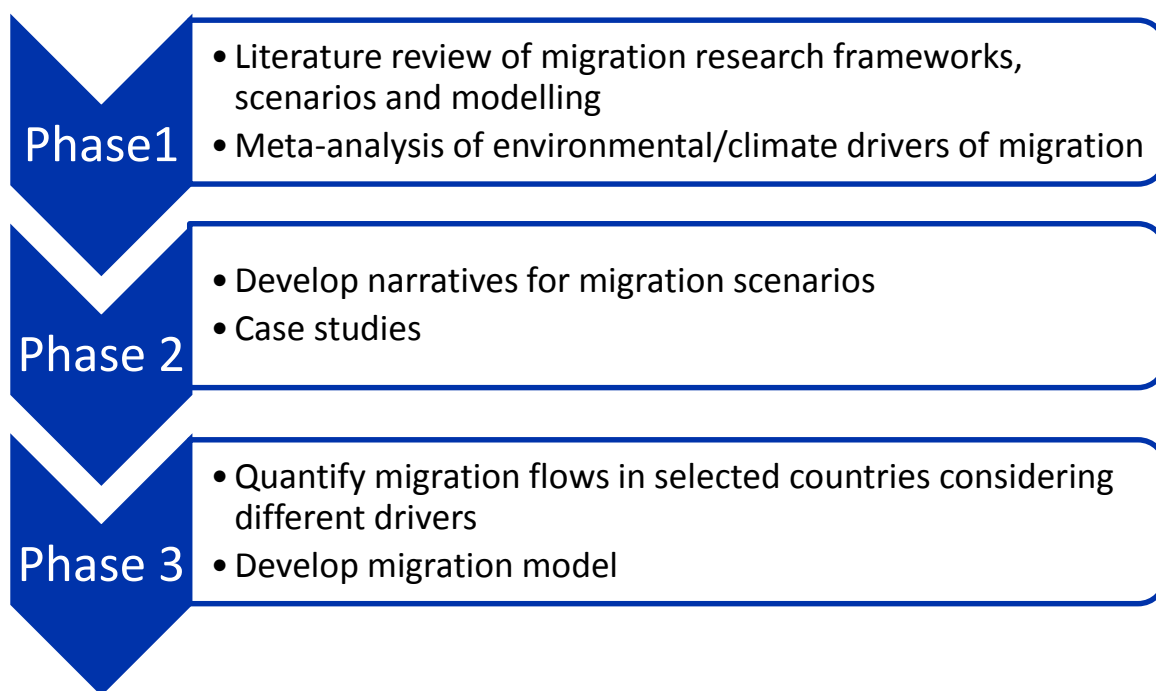 Phase1
• Literature review of migration research frameworks,
scenarios and modelling
• Meta-analysis of environmental/climate drivers of migration
Phase 2
• Develop narratives for migration scenarios
• Case studies
Phase 3
• Quantify migration flows in selected countries considering
different drivers
• Develop migration model